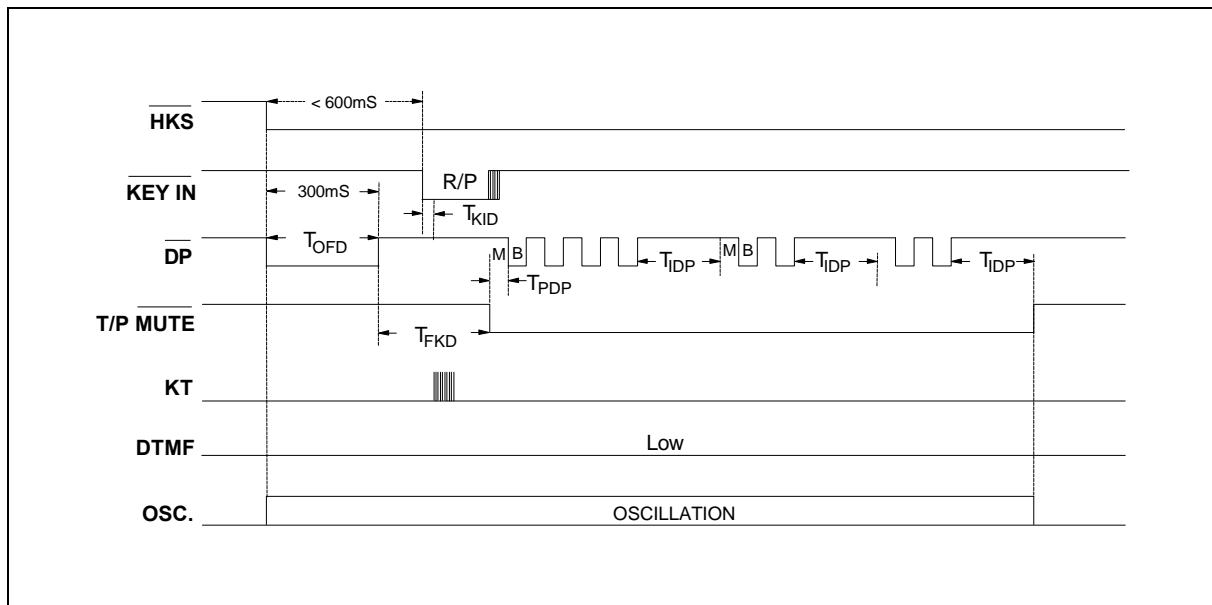 < 600mS
HKS
KEY IN
R/P
300mS
TKID
DP
TOFD
M B
TIDP
M B
TIDP
TIDP
TPDP
T/P MUTE
TFKD
KT
DTMF
Low
OSC.
OSCILLATION